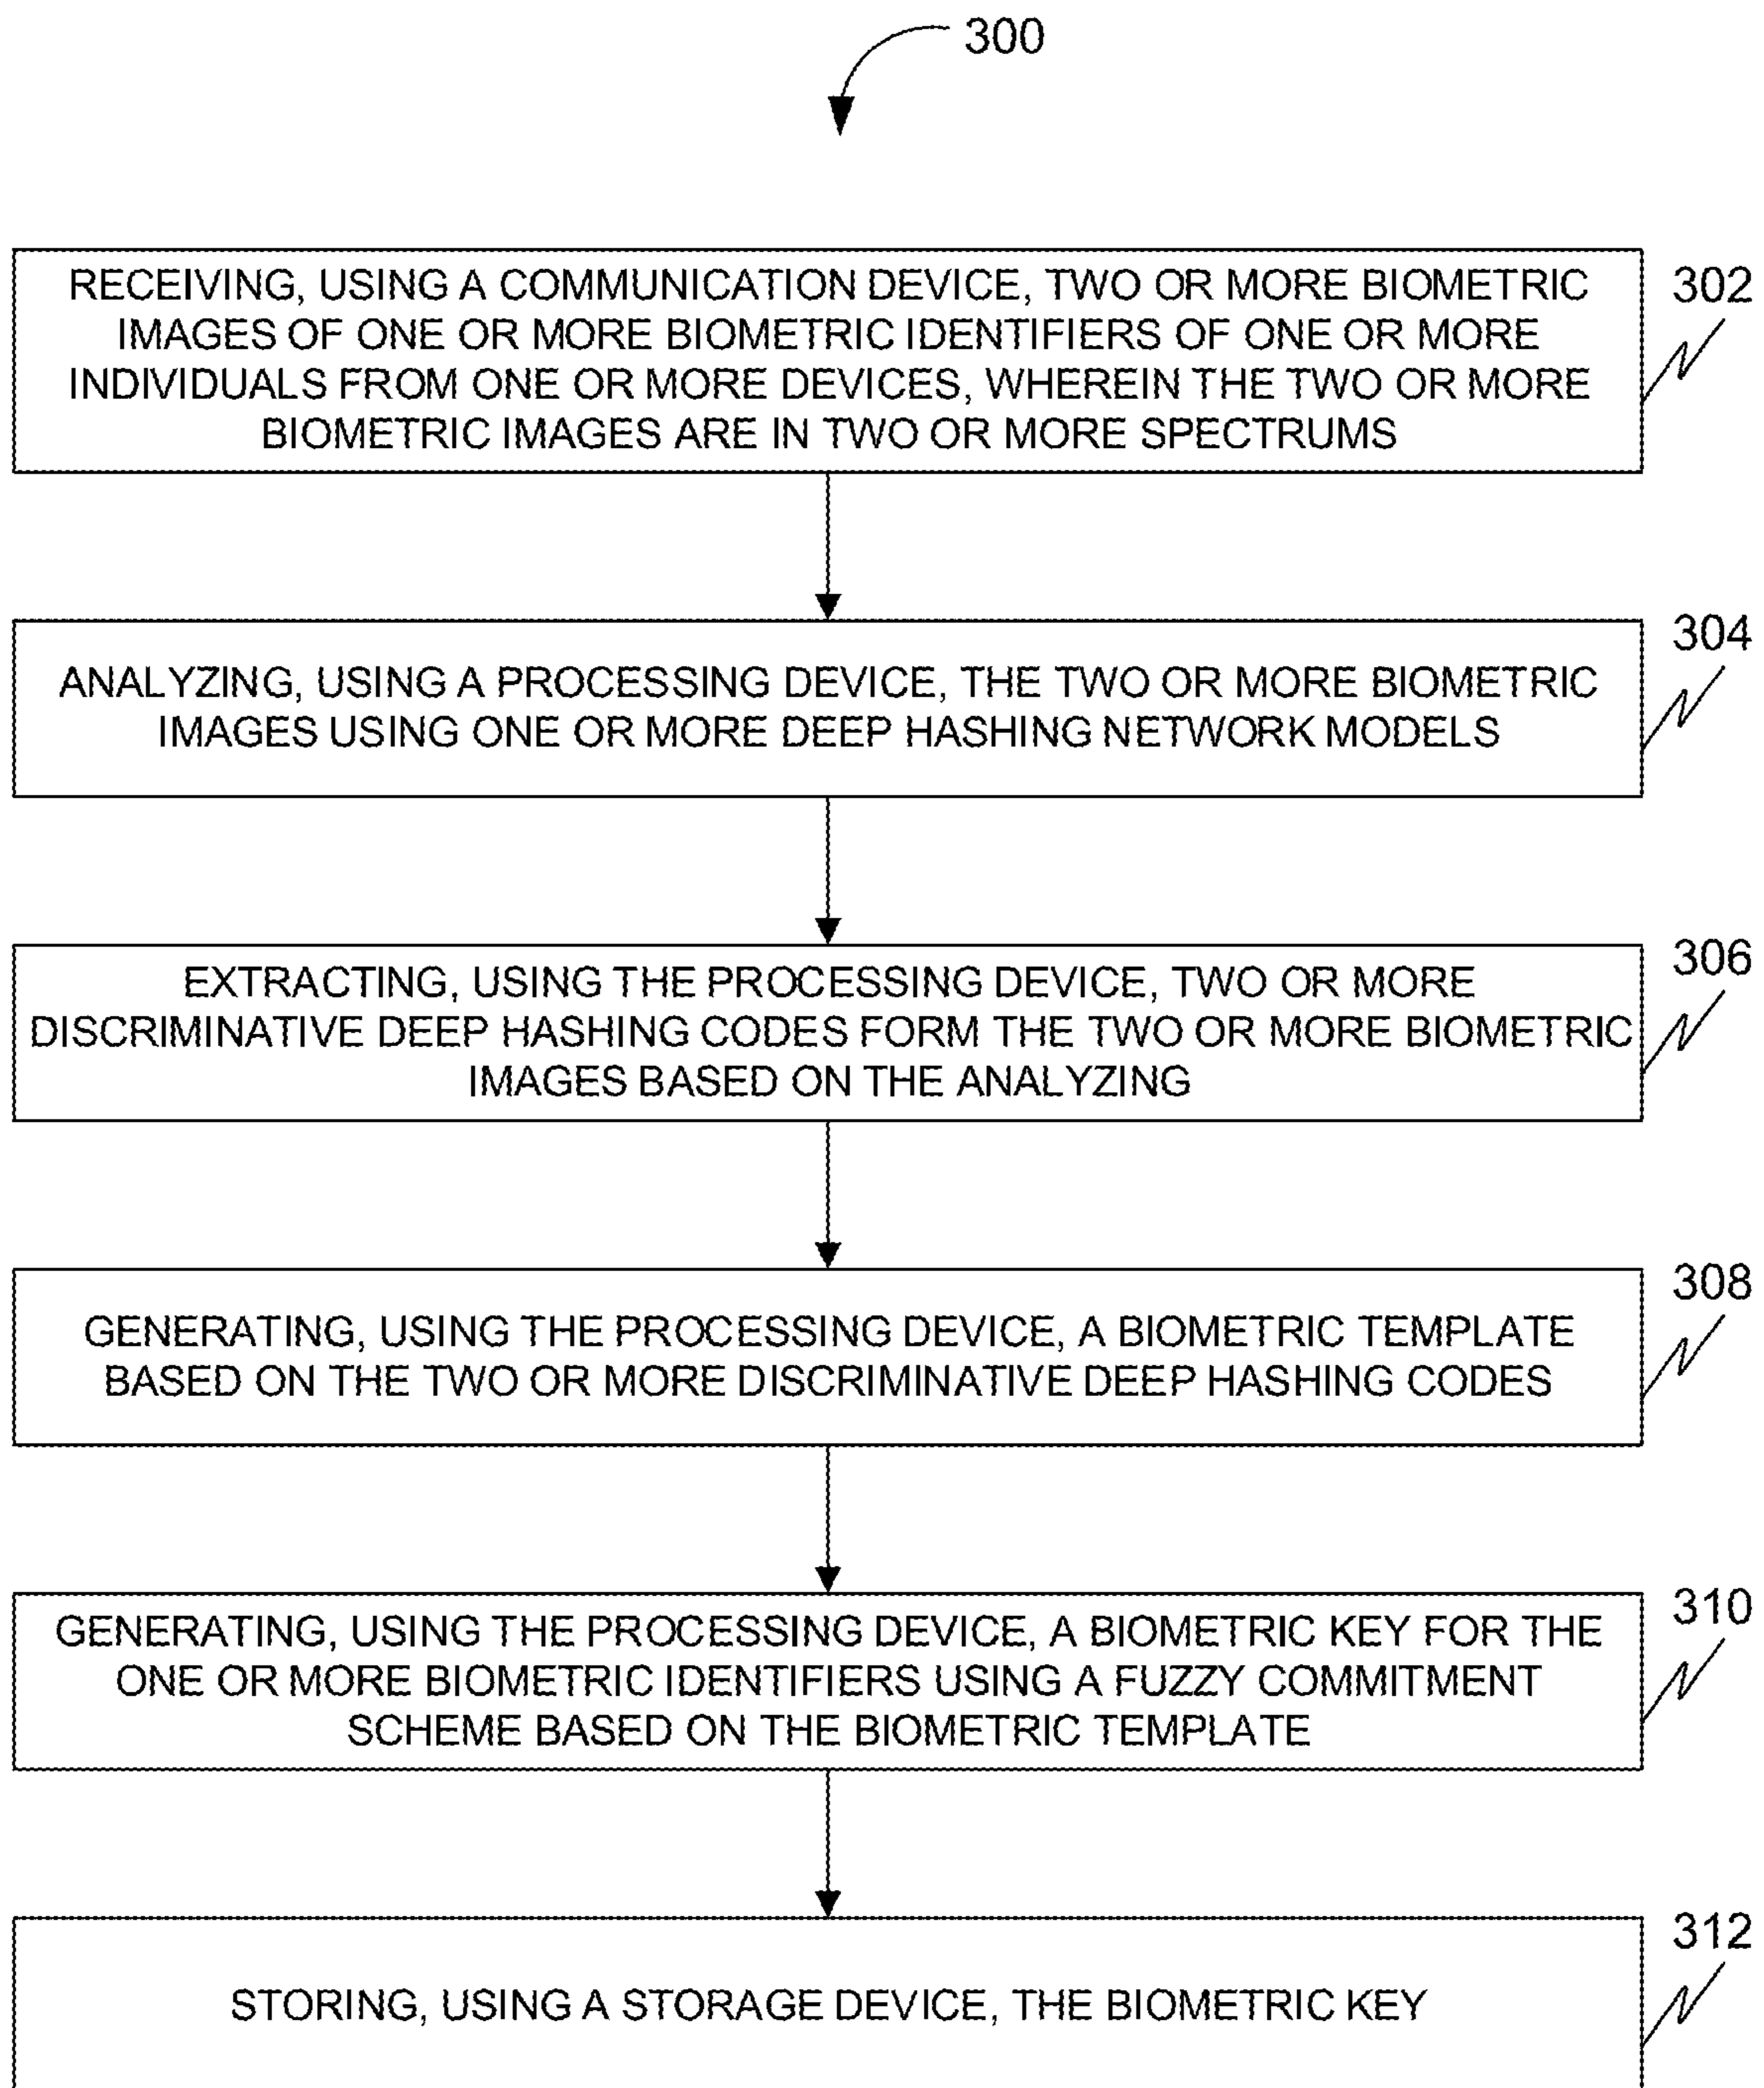 300
RECEIVING, USING A COMMUNICATION DEVICE, TWO OR MORE BIOMETRIC
IMAGES OF ONE OR MORE BIOMETRIC IDENTIFIERS OF ONE OR MORE
INDIVIDUALS FROM ONE OR MORE DEVICES, WHEREIN THE TWO OR MORE
BIOMETRIC IMAGES ARE IN TWO OR MORE SPECTRUMS
302
ANALYZING, USING A PROCESSING DEVICE, THE TWO OR MORE BIOMETRIC
IMAGES USING ONE OR MORE DEEP HASHING NETWORK MODELS
304
EXTRACTING, USING THE PROCESSING DEVICE, TWO OR MORE
DISCRIMINATIVE DEEP HASHING CODES FORM THE TWO OR MORE BIOMETRIC
IMAGES BASED ON THE ANALYZING
306
GENERATING, USING THE PROCESSING DEVICE, A BIOMETRIC TEMPLATE
BASED ON THE TWO OR MORE DISCRIMINATIVE DEEP HASHING CODES
308
GENERATING, USING THE PROCESSING DEVICE, A BIOMETRIC KEY FOR THE
ONE OR MORE BIOMETRIC IDENTIFIERS USING A FUZZY COMMITMENT
SCHEME BASED ON THE BIOMETRIC TEMPLATE
310
STORING, USING A STORAGE DEVICE, THE BIOMETRIC KEY
312